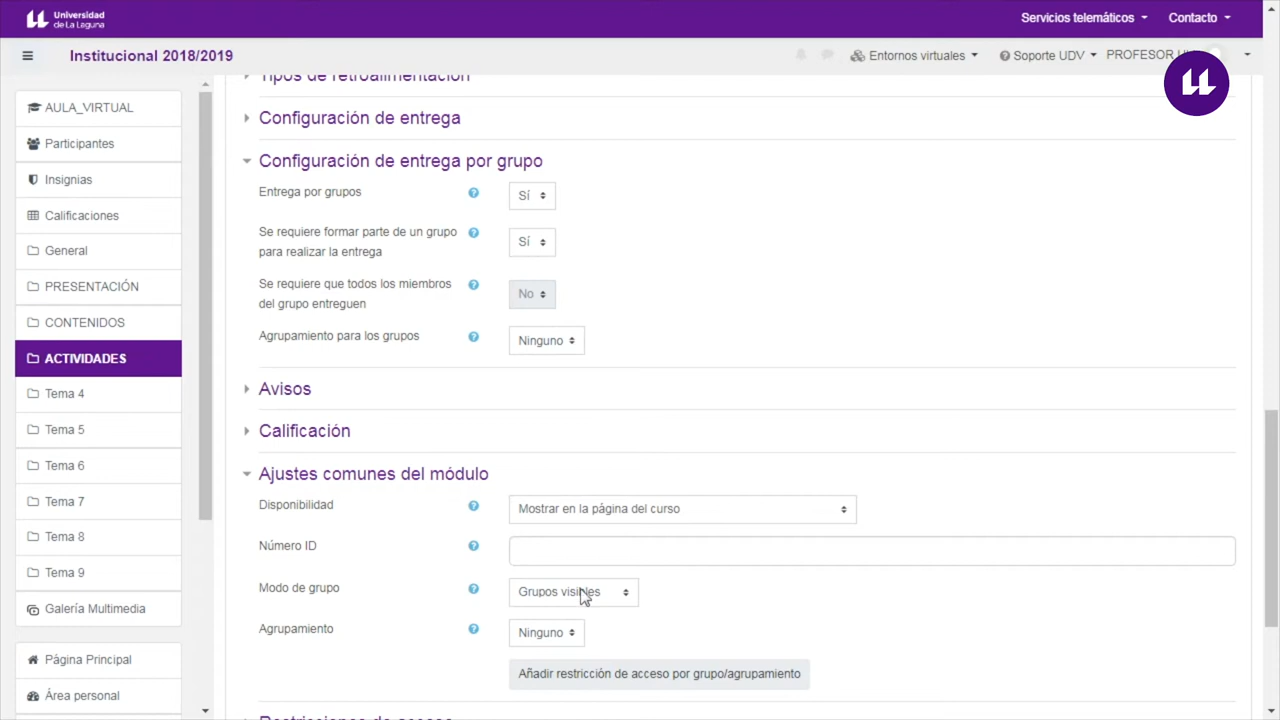 Universidad
de La Laguna
Servicios telemáticos
Contacto
Institucional 2018/2019
Entornos virtuales
Soporte UDV
PROFESOR
AULA_VIRTUAL
Participantes
Insignias
Calificaciones
General
PRESENTACIÓN
CONTENIDOS
ACTIVIDADES
Tema 4
Tema 5
Tema 6
Tema 7
Tema 8
Tema 9
Galería Multimedia
Página Principal
Área personal
Tipos de retroalimentación
Configuración de entrega
Configuración de entrega por grupo
Entrega por grupos
Sí
Se requiere formar parte de un grupo
para realizar la entrega
Sí
Se requiere que todos los miembros
del grupo entreguen
No
Agrupamiento para los grupos
Ninguno
Avisos
Calificación
Ajustes comunes del módulo
Disponibilidad
Mostrar en la página del curso
Número ID
Modo de grupo
Grupos visibles
Agrupamiento
Ninguno
Añadir restricción de acceso por grupo/agrupamiento
Restricciones de acceso